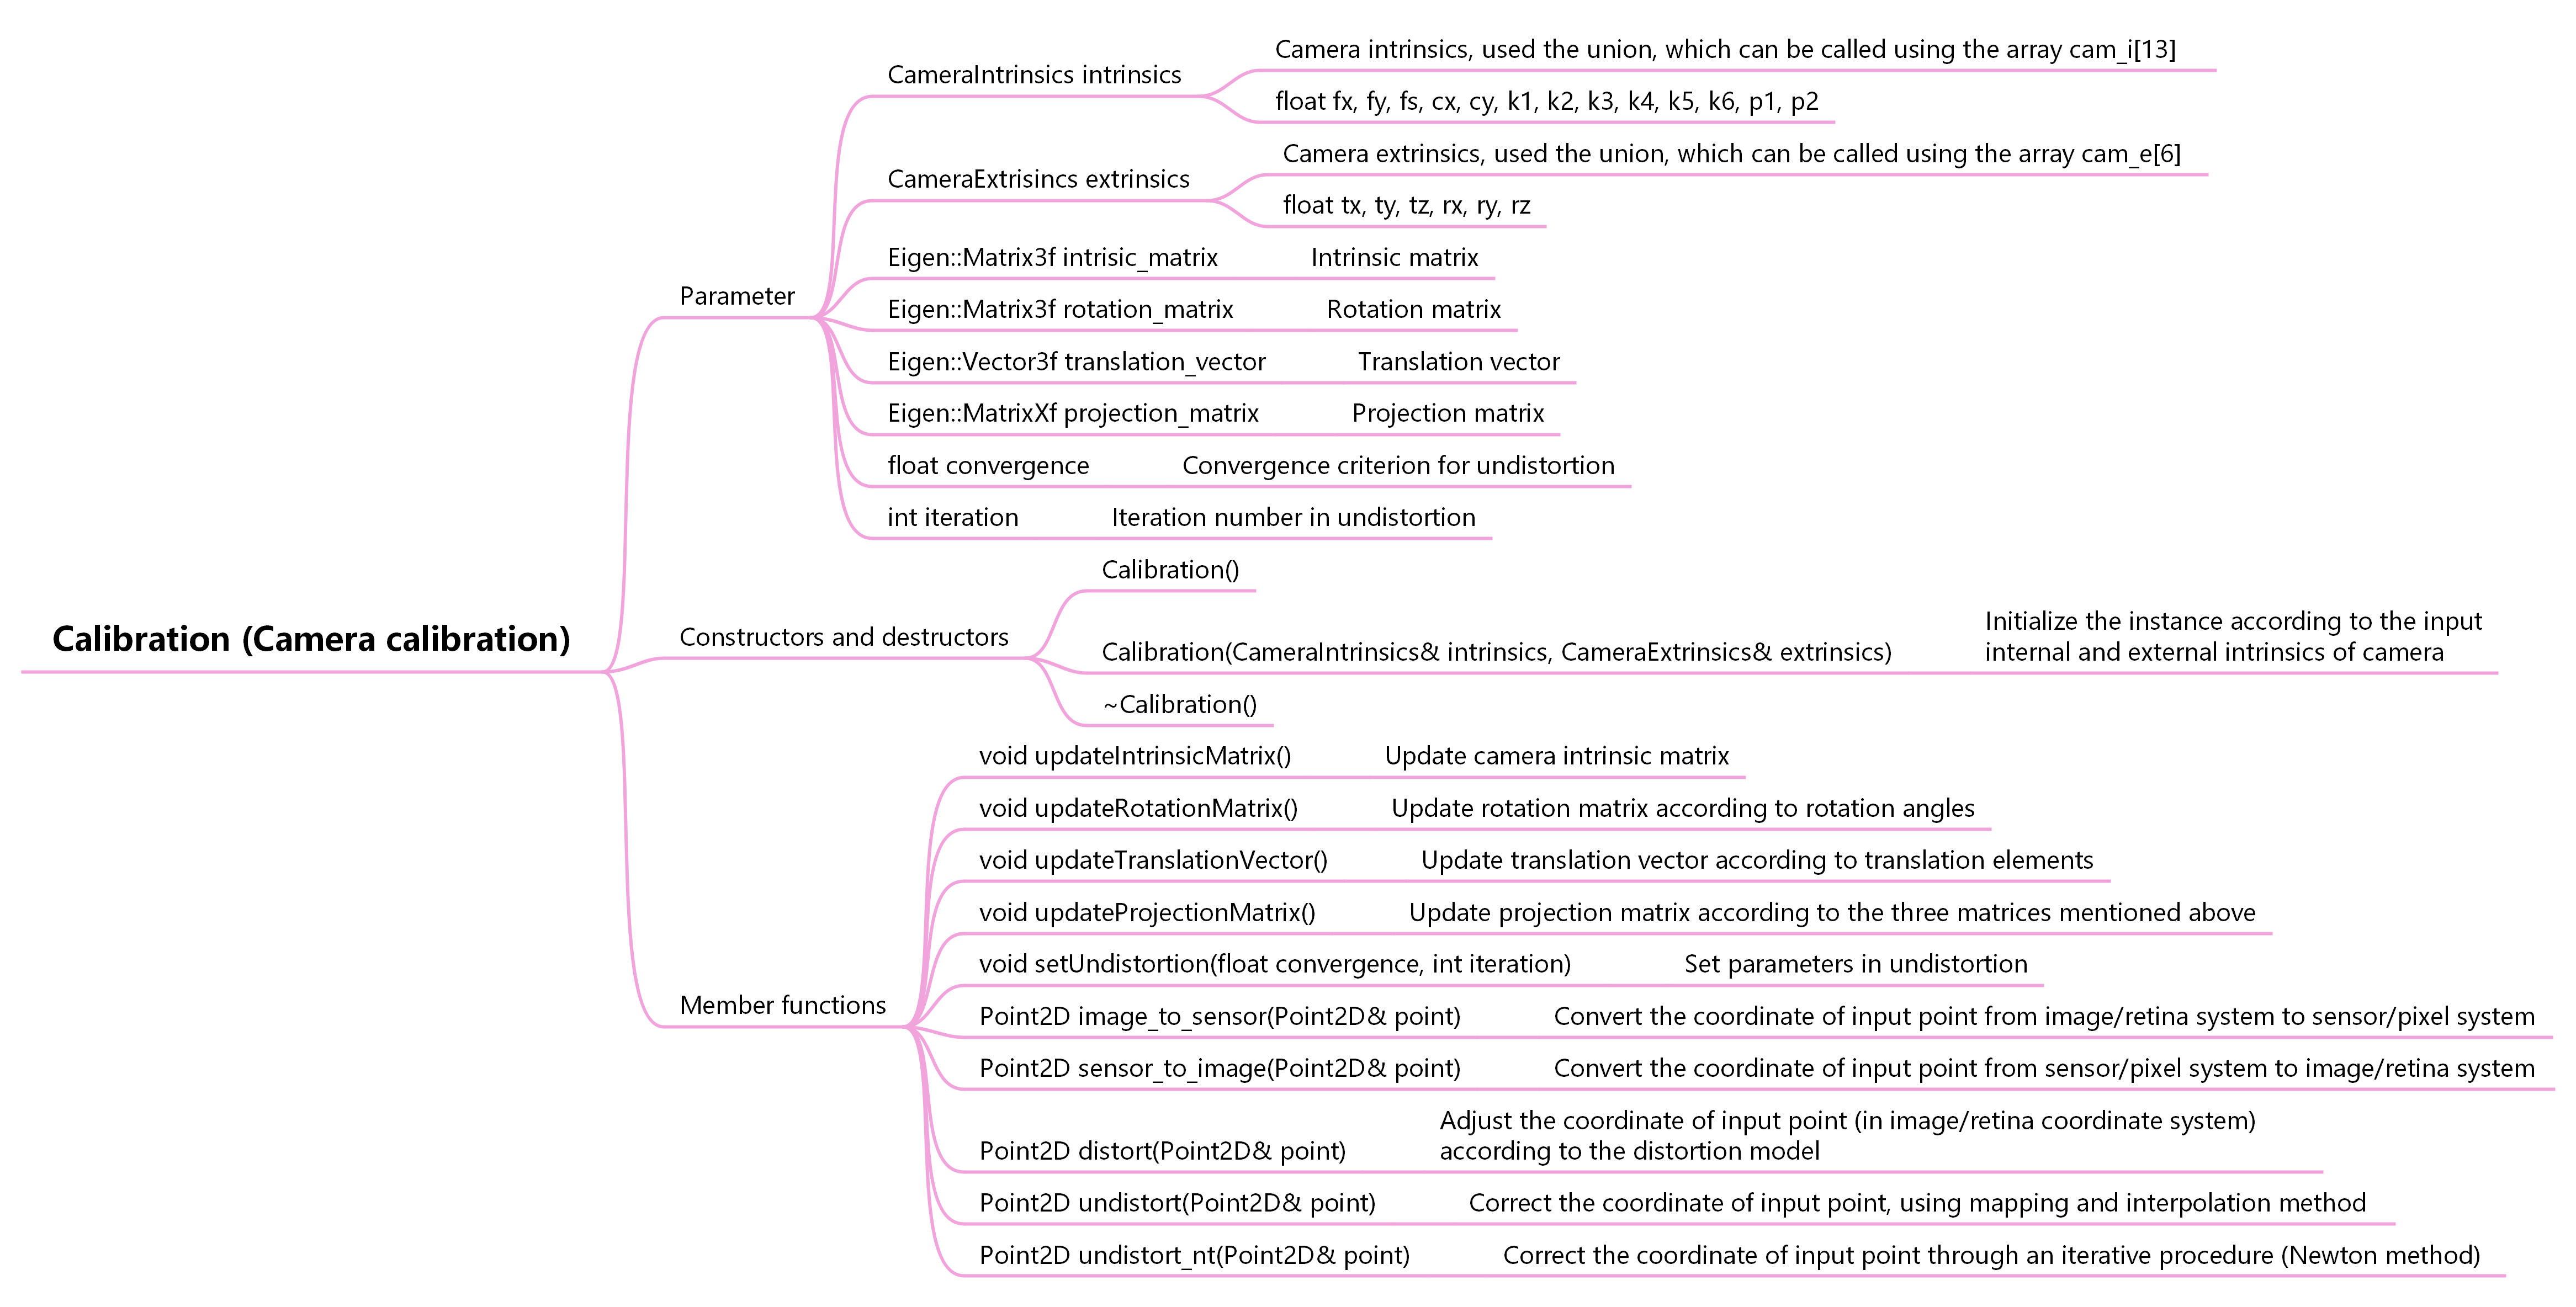 Calibration (Camera calibration)
Parameter
CameraIntrinsics intrinsics
Camera intrinsics, used the union, which can be called using the array cam_i[13]
float fx, fy, fs, cx, cy, k1, k2, k3, k4, k5, k6, p1, p2
CameraExtrisincs extrinsics
Camera extrinsics, used the union, which can be called using the array cam_e[6]
float tx, ty, tz, rx, ry, rz
Eigen::Matrix3f intrisic_matrix Intrinsic matrix
Eigen::Matrix3f rotation_matrix Rotation matrix
Eigen::Vector3f translation_vector Translation vector
Eigen::MatrixXf projection_matrix Projection matrix
float convergence Convergence criterion for undistortion
int iteration Iteration number in undistortion
Constructors and destructors
Calibration()
Calibration(CameraIntrinsics& intrinsics, CameraExtrinsics& extrinsics)
Initialize the instance according to the input
internal and external intrinsics of camera
~Calibration()
Member functions
void updateIntrinsicMatrix() Update camera intrinsic matrix
void updateRotationMatrix() Update rotation matrix according to rotation angles
void updateTranslationVector() Update translation vector according to translation elements
void updateProjectionMatrix() Update projection matrix according to the three matrices mentioned above
void setUndistortion(float convergence, int iteration) Set parameters in undistortion
Point2D image_to_sensor(Point2D& point) Convert the coordinate of input point from image/retina system to sensor/pixel system
Point2D sensor_to_image(Point2D& point) Convert the coordinate of input point from sensor/pixel system to image/retina system
Point2D distort(Point2D& point)
Adjust the coordinate of input point (in image/retina coordinate system)
according to the distortion model
Point2D undistort(Point2D& point) Correct the coordinate of input point, using mapping and interpolation method
Point2D undistort_nt(Point2D& point) Correct the coordinate of input point through an iterative procedure (Newton method)